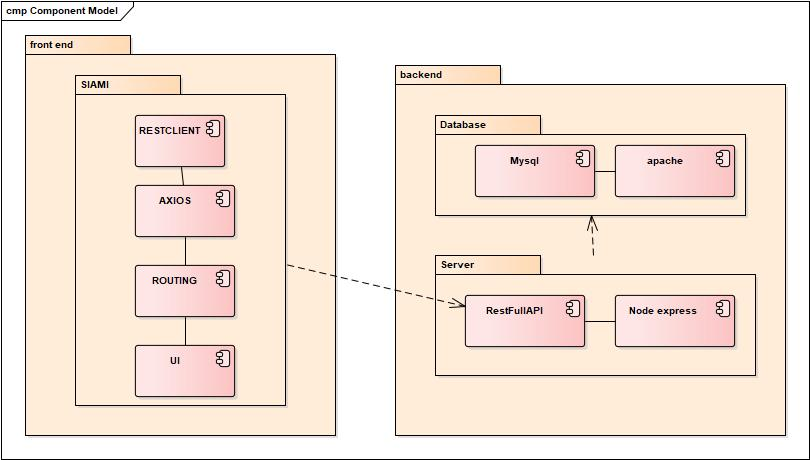 cmp Component Model
front end
SIAMI
RESTCLIENT
AXIOS
ROUTING
UI
backend
Database
Mysql
apache
Server
RestFullAPI
Node express